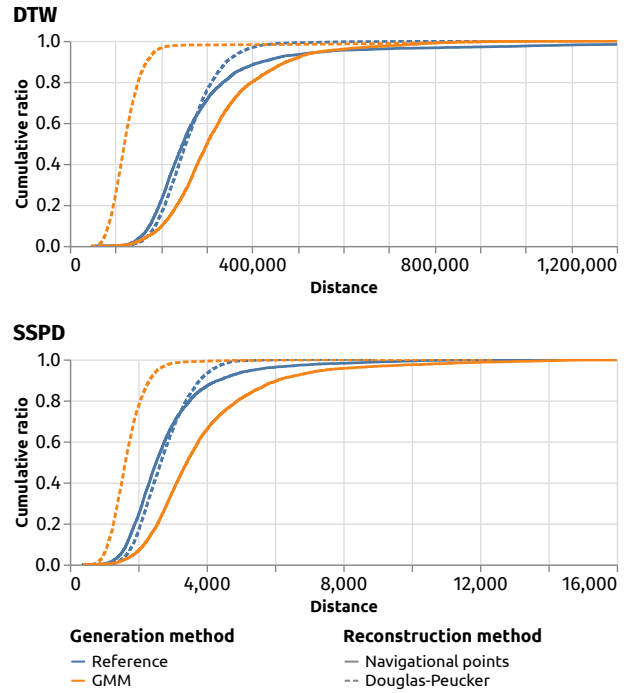 DTW
Cumulative ratio
1.0
0.8
0.6
0.4
0.2
0.0
0 400,000 800,000 1,200,000
Distance
SSPD
Cumulative ratio
1.0
0.8
0.6
0.4
0.2
0.0
0 4,000 8,000 12,000 16,000
Distance
Generation method Reconstruction method
Reference Navigational points
GMM Douglas-Peucker